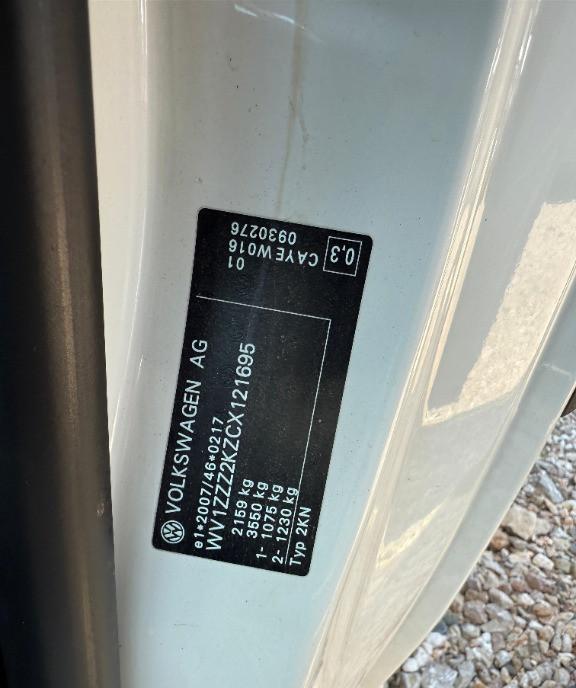 VOLKSWAGEN AG
e1*2007/46*0217
WV1ZZZ2KZCX121695
2159 kg
3550 kg
1- 1075 kg
2- 1230 kg
Typ 2KN
0930276
CAYE W016
01
0,3